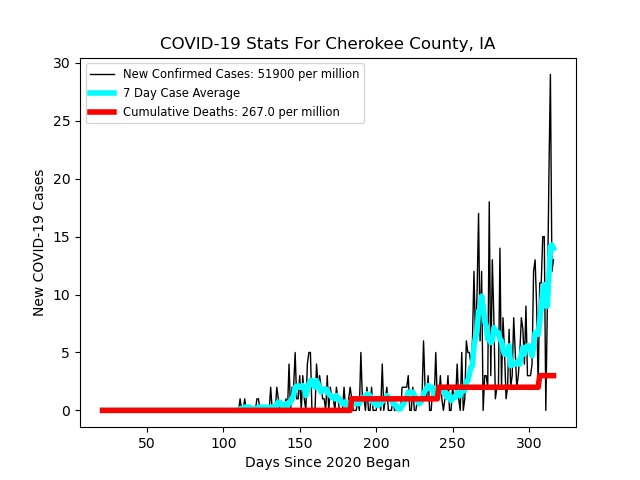 COVID-19 Stats For Cherokee County, IA
New Confirmed Cases: 51900 per million
7 Day Case Average
Cumulative Deaths: 267.0 per million
30
25
20
15
10
5
0
New COVID-19 Cases
50 100 150 200 250 300
Days Since 2020 Began